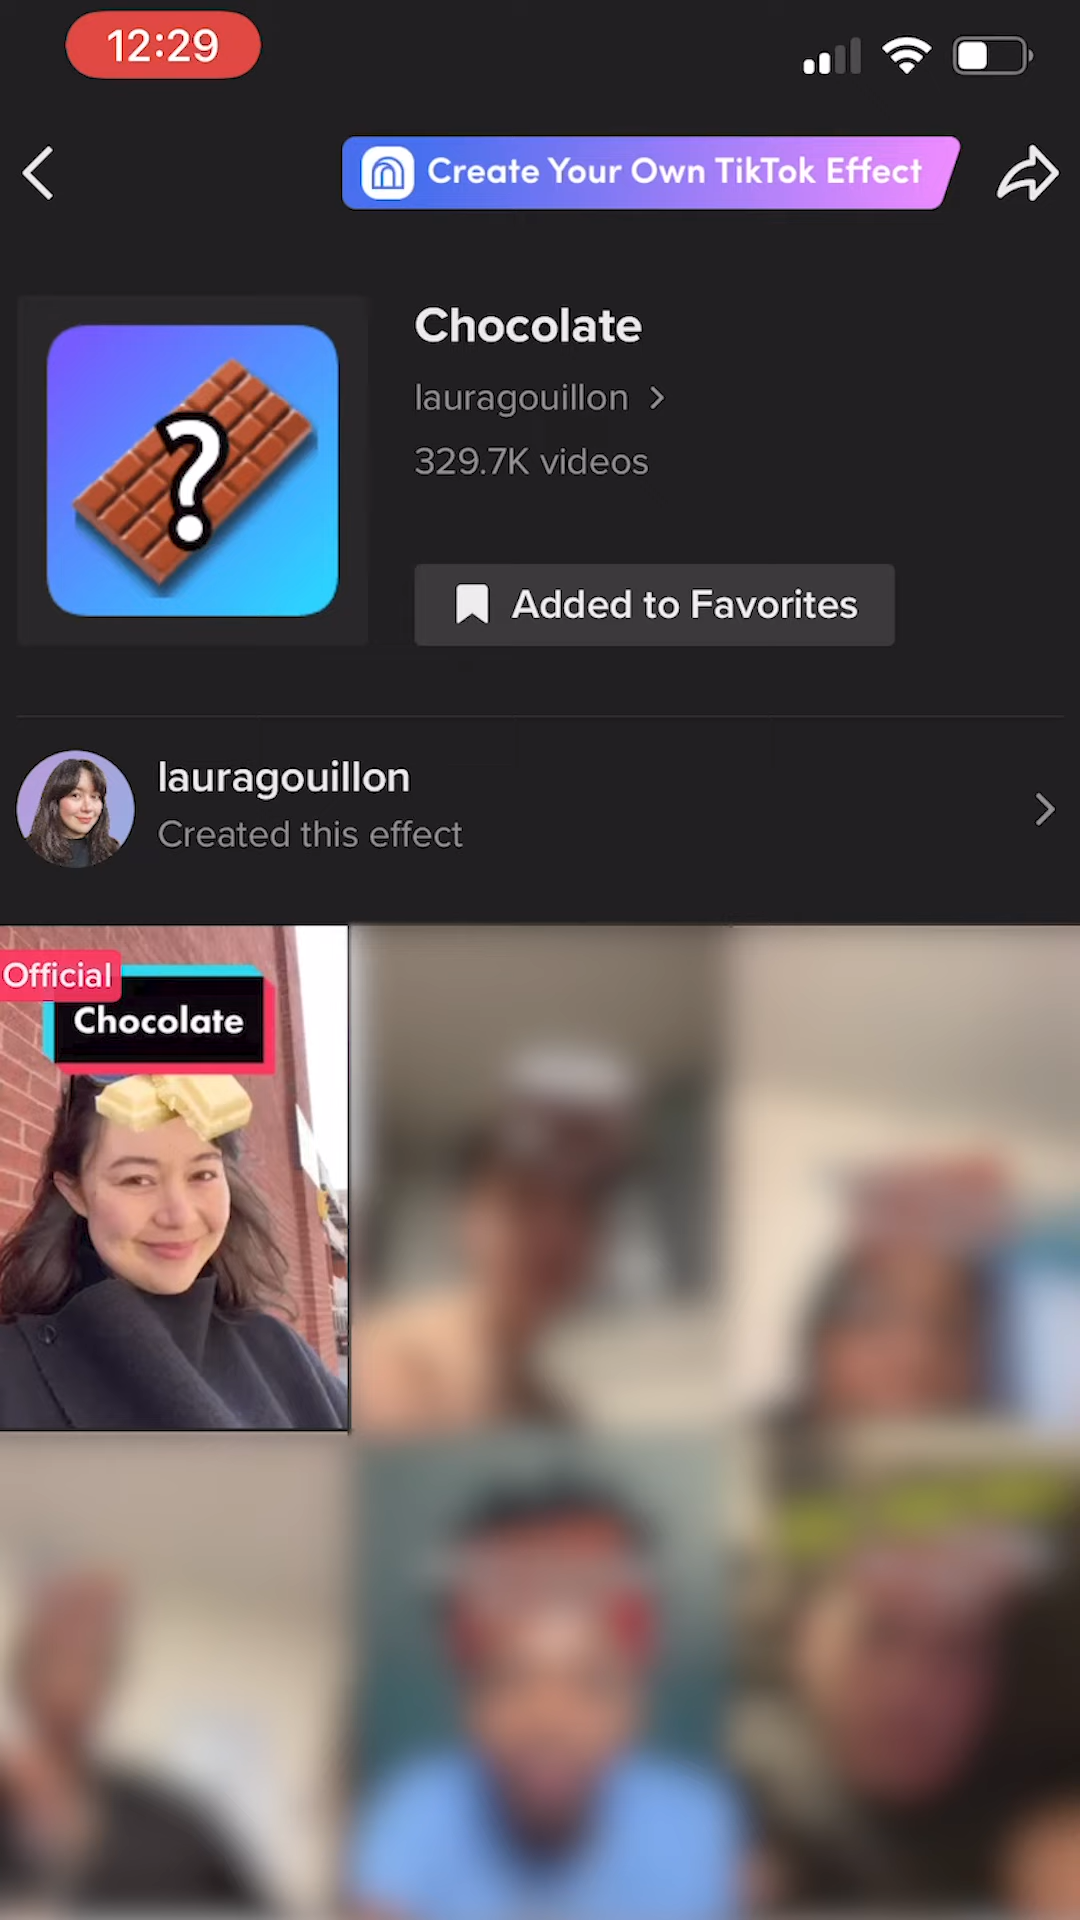 12:29
Create Your Own TikTok Effect
?
Chocolate
lauragouillon
329.7K videos
Added to Favorites
lauragouillon
Created this effect
Official
Chocolate